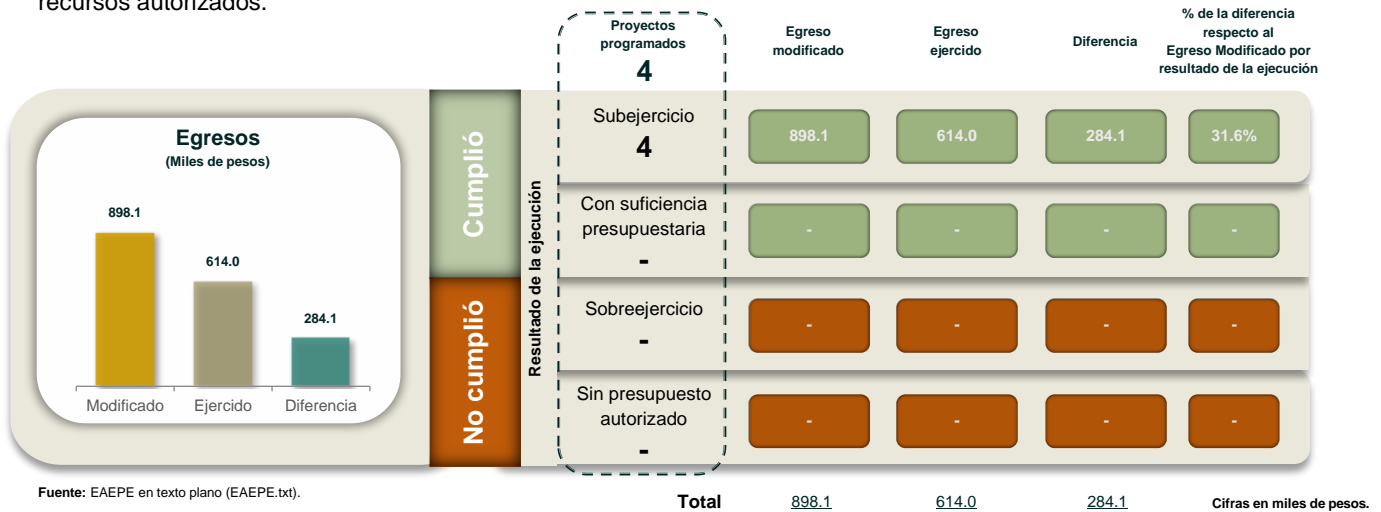 recursos autorizados.
Proyectos
programados
4
Egreso
modificado
Egreso
ejercido
Diferencia
% de la diferencia
respecto al
Egreso Modificado por
resultado de la ejecución
Egresos
(Miles de pesos)
898.1
614.0
284.1
Modificado
Ejercido
Diferencia
Cumplió
No cumplió
Resultado de la ejecución
Subejercicio
4
898.1
614.0
284.1
31.6%
Con suficiencia
presupuestaria
-
-
-
-
-
Sobreejercicio
-
-
-
-
-
Sin presupuesto
autorizado
-
-
-
-
-
Fuente: EAEPE en texto plano (EAEPE.txt).
Total
898.1
614.0
284.1
Cifras en miles de pesos.